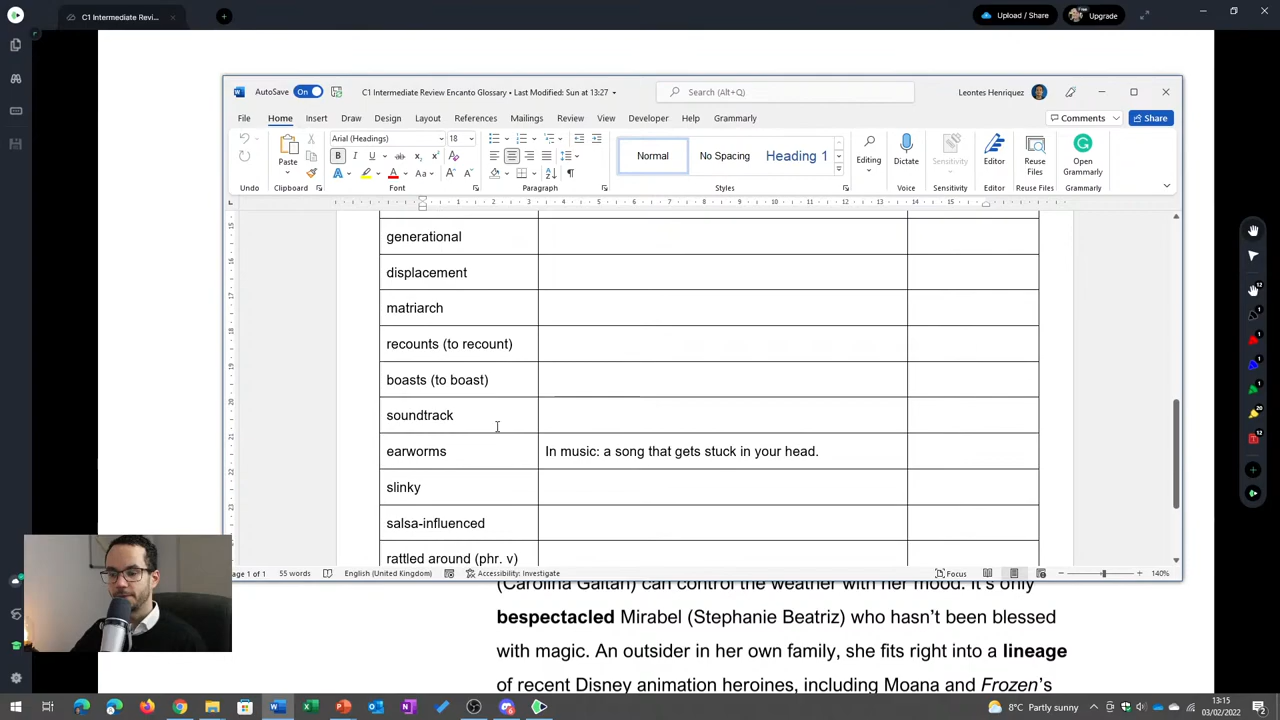 C1 Intermediate Revi...
Upload / Share
Upgrade
AutoSave On
C1 Intermediate Review Encanto Glossary • Last Modified: Sun at 13:27
Search (Alt+Q)
Leontes Henriquez
File Home Insert Draw Design Layout References Mailings Review View Developer Help Grammarly
Comments
Share
Arial (Headings) 18
Paste
Normal
No Spacing
Heading 1
Editing
Dictate
Sensitivity
Editor
Reuse Files
Open Grammarly
Undo Clipboard Font Paragraph Styles Voice Sensitivity Editor Reuse Files Grammarly
generational
displacement
matriarch
recounts (to recount)
boasts (to boast)
soundtrack
earworms In music: a song that gets stuck in your head.
slinky
salsa-influenced
rattled around (phr. v)
age 1 of 1 55 words English (United Kingdom) Accessibility: Investigate Focus 140%
(Carolina Gaitán) can control the weather with her mood. It's only
bespectacled Mirabel (Stephanie Beatriz) who hasn't been blessed
with magic. An outsider in her own family, she fits right into a lineage
of recent Disney animation heroines, including Moana and Frozen's
8°C Partly sunny
13:15
03/02/2022